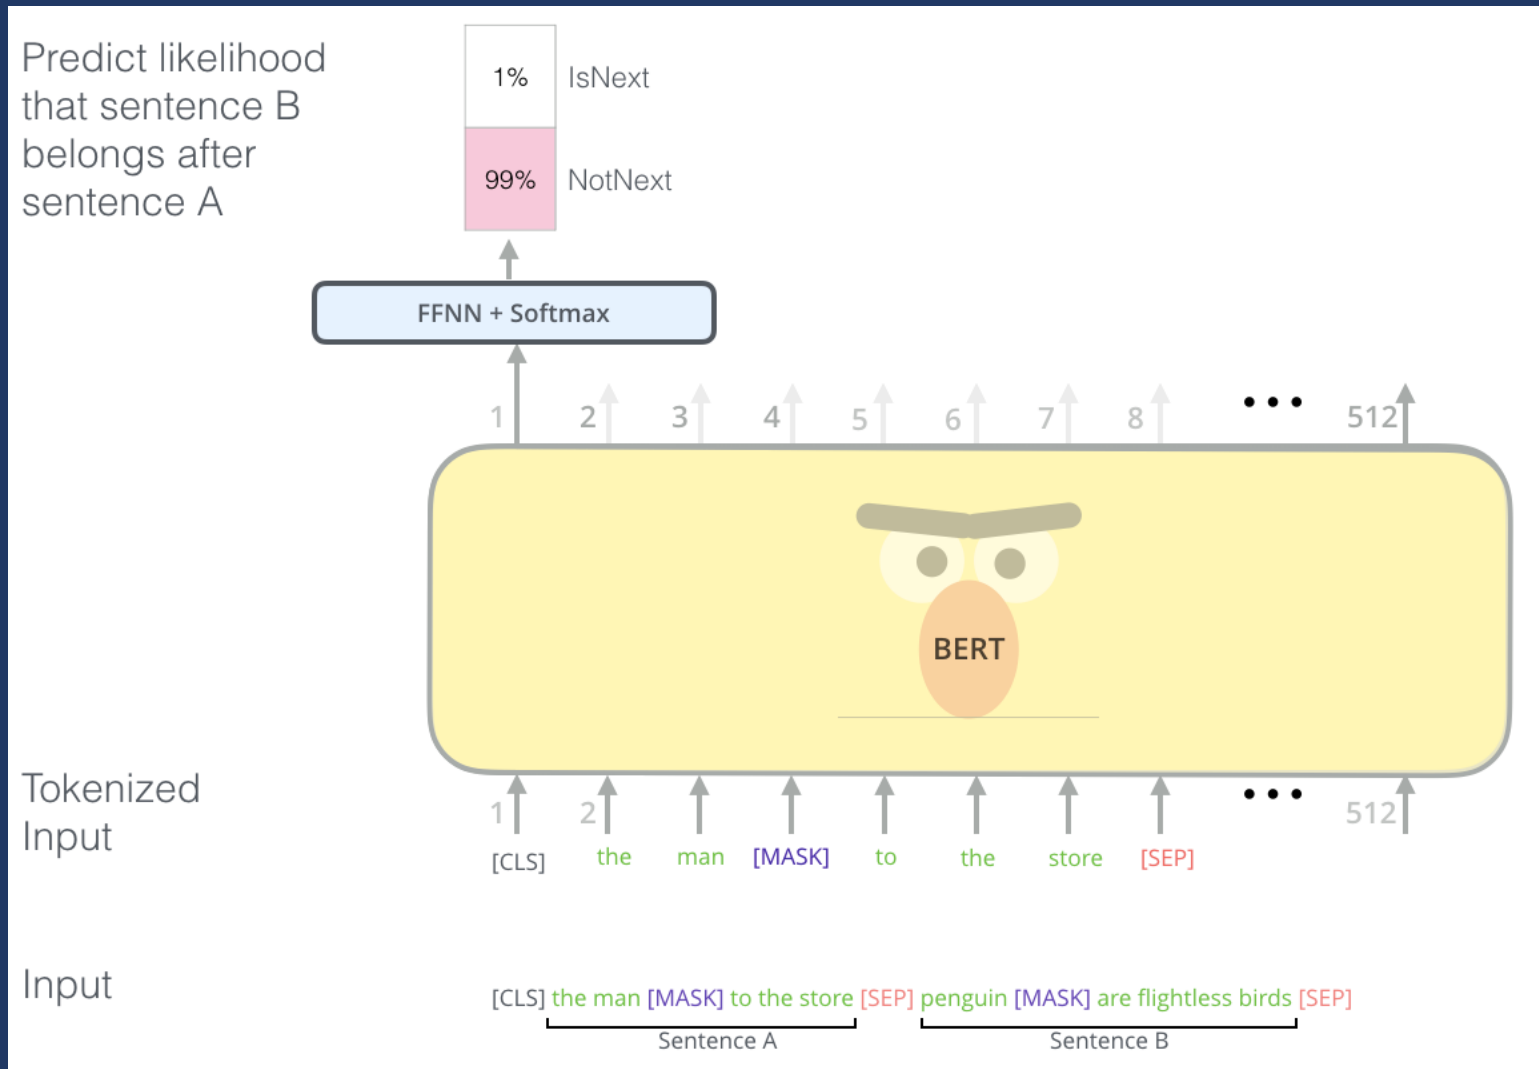 Predict likelihood
that sentence B
belongs after
sentence A
1% IsNext
99% NotNext
FFNN + Softmax
1 2 3 4 5 6 7 8 ••• 512
BERT
Tokenized
Input
1 2 ••• 512
[CLS] the man [MASK] to the store [SEP]
Input
[CLS] the man [MASK] to the store [SEP] penguin [MASK] are flightless birds [SEP]
Sentence A Sentence B